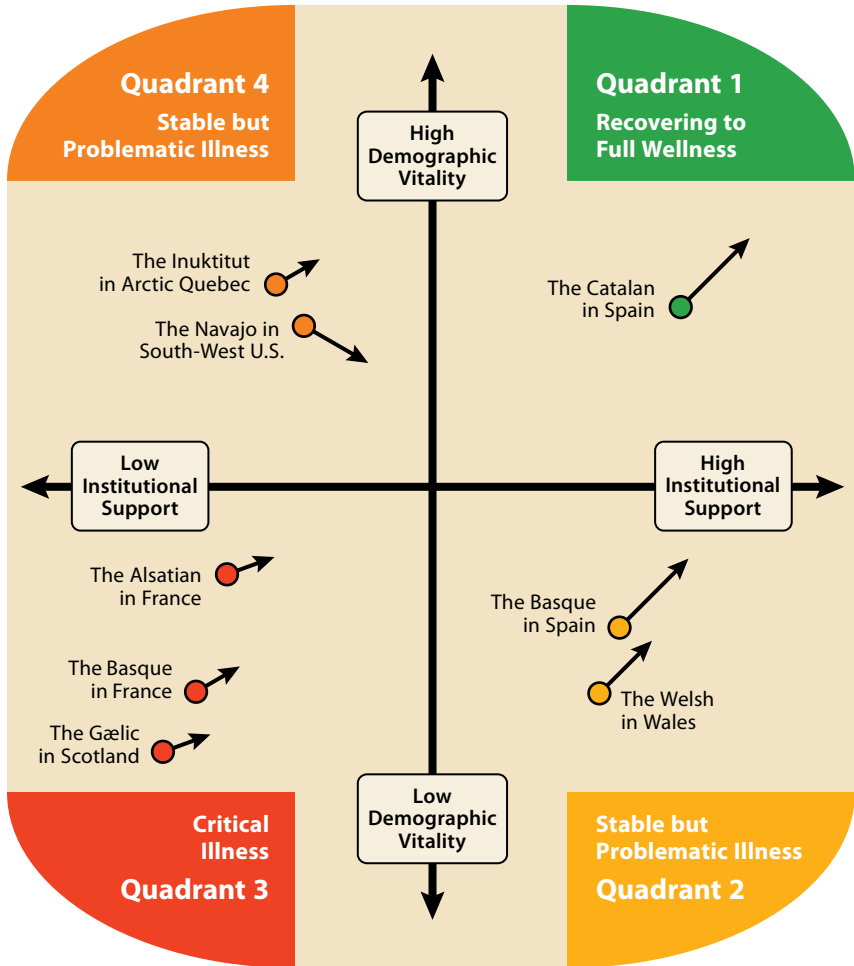 Quadrant 4
Stable but
Problematic Illness
Quadrant 1
Recovering to
Full Wellness
High
Demographic
Vitality
The Inuktitut
in Arctic Quebec
The Navajo in
South-West U.S.
The Catalan
in Spain
Low
Institutional
Support
High
Institutional
Support
The Alsatian
in France
The Basque
in France
The Gælic
in Scotland
The Basque
in Spain
The Welsh
in Wales
Low
Demographic
Vitality
Critical
Illness
Quadrant 3
Stable but
Problematic Illness
Quadrant 2